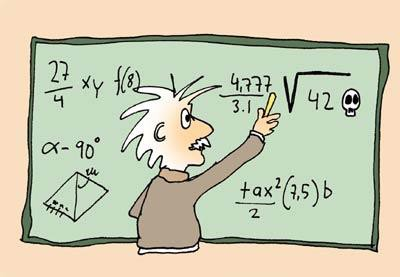 27/4 xy f(8)
4,777/3.1 √42
α-90°
tax²/2 (7,5)b